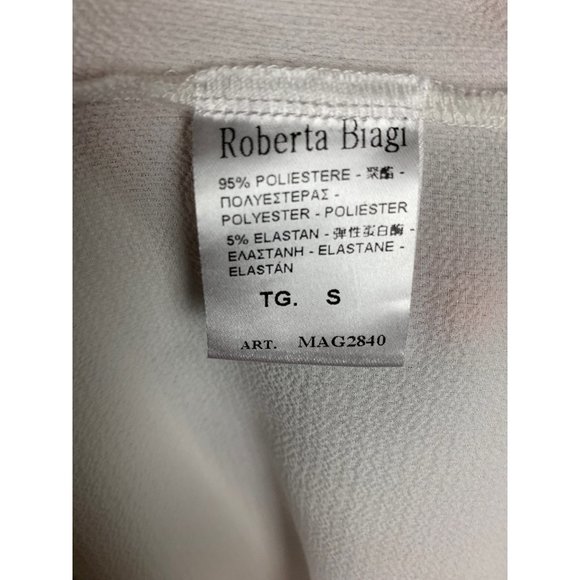 Roberta Biagi
95% POLIESTERE - 聚酯 -
ΠΟΛΥΕΣΤΕΡΑΣ -
POLYESTER - POLIÉSTER
5% ELASTAN - 弹性蛋白酶 -
ΕΛΑΣΤΑΝΗ - ELASTANE -
ELASTÁN
TG. S
ART. MAG2840